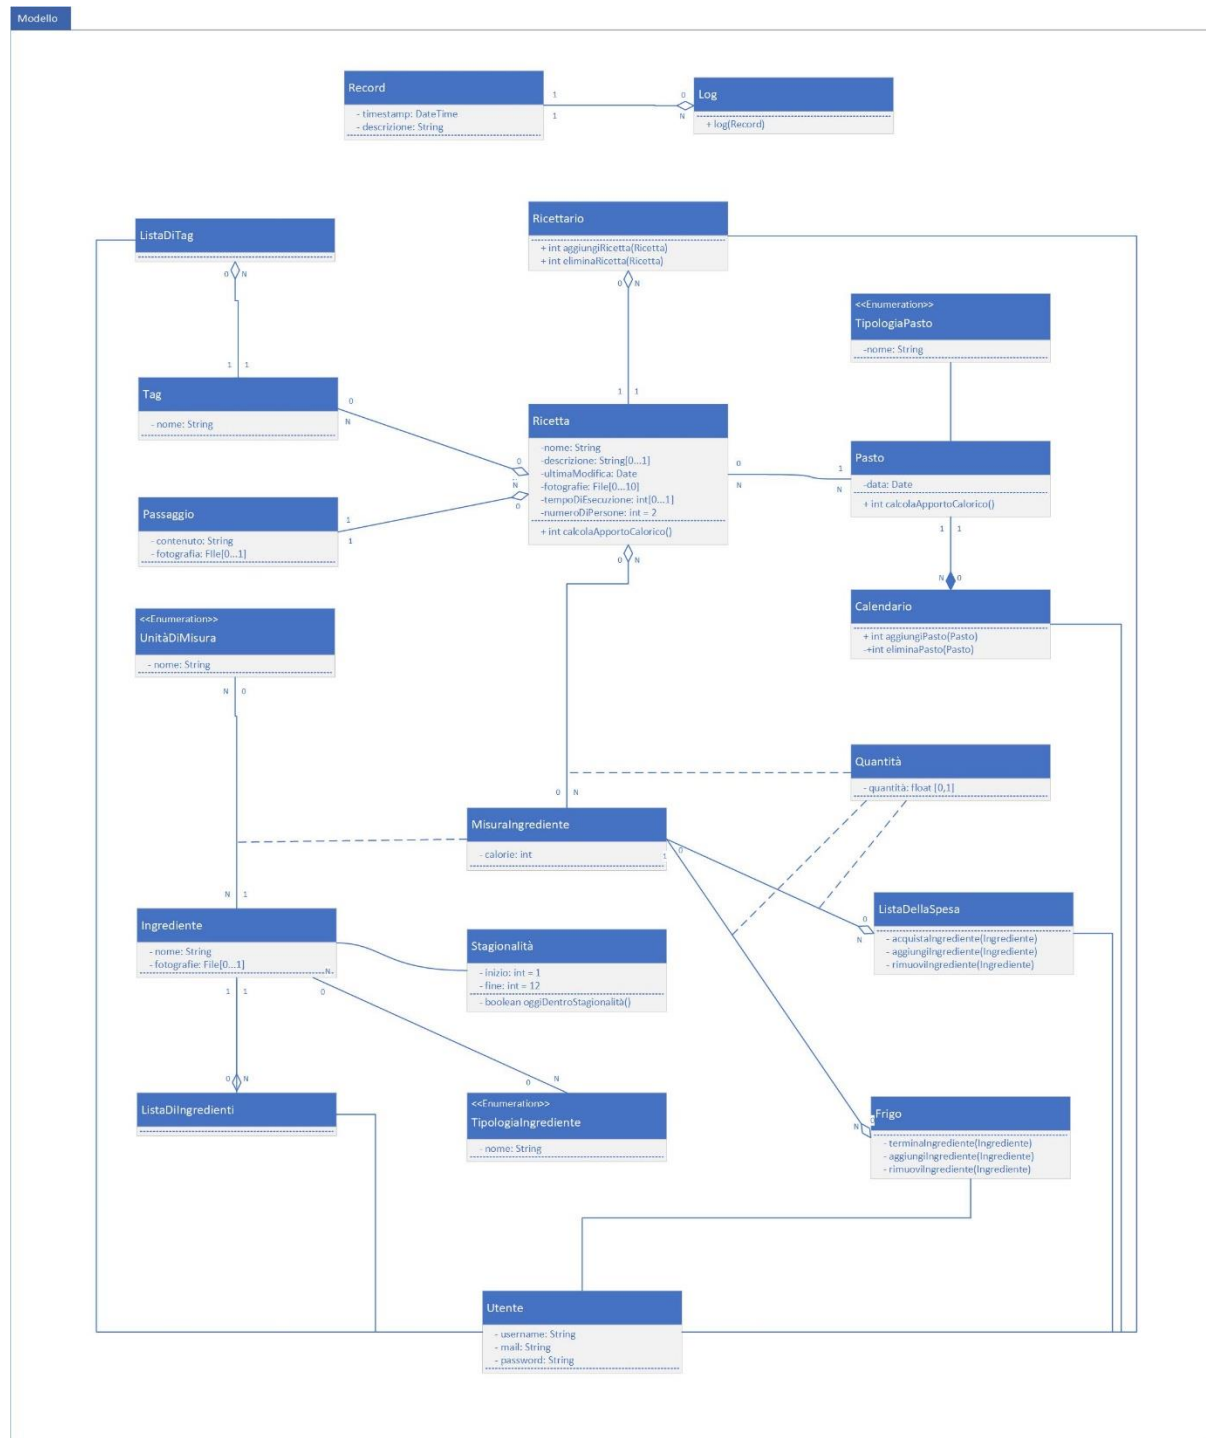 Modello
Record
- timestamp: DateTime
- descrizione: String
1
1
0
N
Log
+ log(Record)
ListaDiTag
0 N
1 1
Ricettario
+ int aggiungiRicetta(Ricetta)
+ int eliminaRicetta(Ricetta)
0 N
1 1
<<Enumeration>>
TipologiaPasto
-nome: String
Tag
- nome: String
0
N
0
Ricetta
-nome: String
-descrizione: String[0...1]
-ultimaModifica: Date
-fotografie: File[0...10]
-tempoDiEsecuzione: int[0...1]
-numeroDiPersone: int = 2
+ int calcolaApportoCalorico()
0
N
1
N
Pasto
-data: Date
+ int calcolaApportoCalorico()
Passaggio
- contenuto: String
- fotografia: File[0...1]
1
1
N
0
0 N
1 1
N 0
Calendario
+ int aggiungiPasto(Pasto)
-+int eliminaPasto(Pasto)
<<Enumeration>>
UnitàDiMisura
- nome: String
N 0
Quantità
- quantità: float [0,1]
0 N
MisuraIngrediente
- calorie: int
1
0
N 1
Ingrediente
- nome: String
- fotografie: File[0...1]
N
0
1 1
Stagionalità
- inizio: int = 1
- fine: int = 12
- boolean oggiDentroStagionalità()
0
N
ListaDellaSpesa
- acquistaIngrediente(Ingrediente)
- aggiungiIngrediente(Ingrediente)
- rimuoviIngrediente(Ingrediente)
0 N
ListaDiIngredienti
0
N
<<Enumeration>>
TipologiaIngrediente
- nome: String
N
Frigo
- terminaIngrediente(Ingrediente)
- aggiungiIngrediente(Ingrediente)
- rimuoviIngrediente(Ingrediente)
Utente
- username: String
- mail: String
- password: String